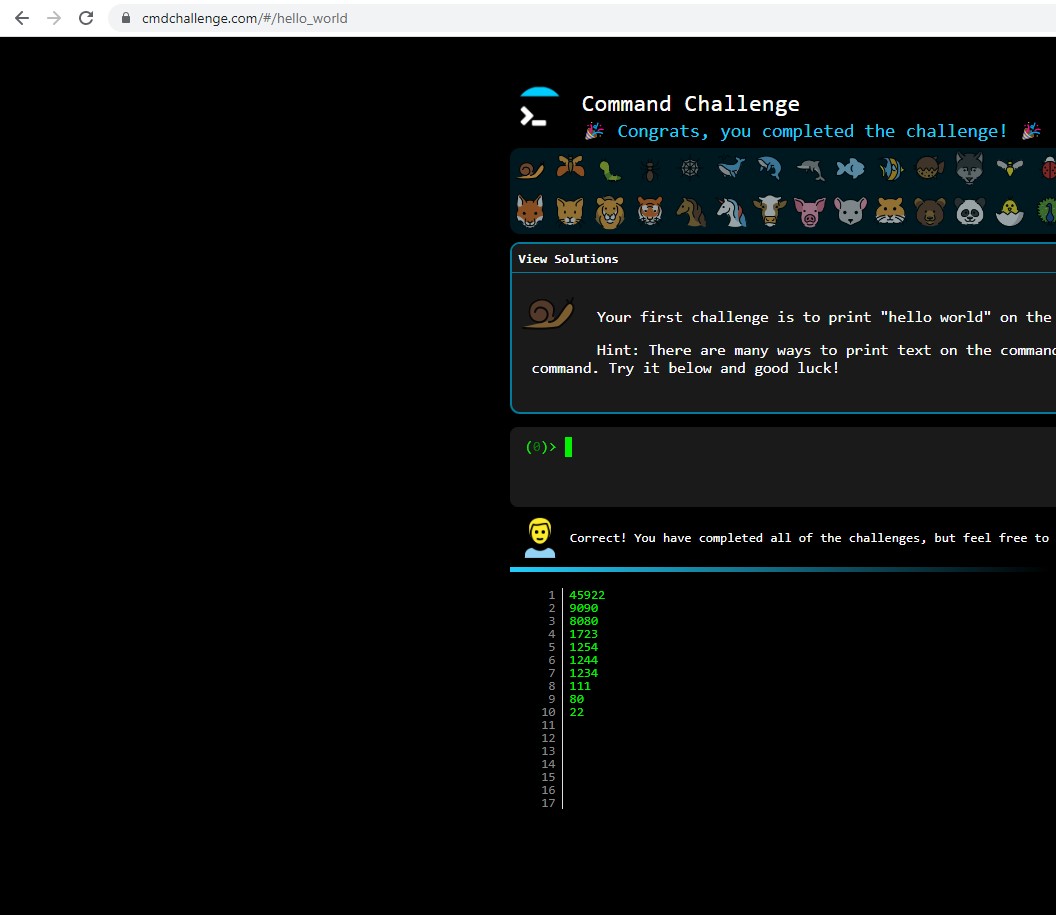 cmdchallenge.com/#/hello_world
Command Challenge
Congrats, you completed the challenge!
View Solutions
Your first challenge is to print "hello world" on the
Hint: There are many ways to print text on the command
command. Try it below and good luck!
(0)>
Correct! You have completed all of the challenges, but feel free to
1 45922
2 9090
3 8080
4 1723
5 1254
6 1244
7 1234
8 111
9 80
10 22
11
12
13
14
15
16
17